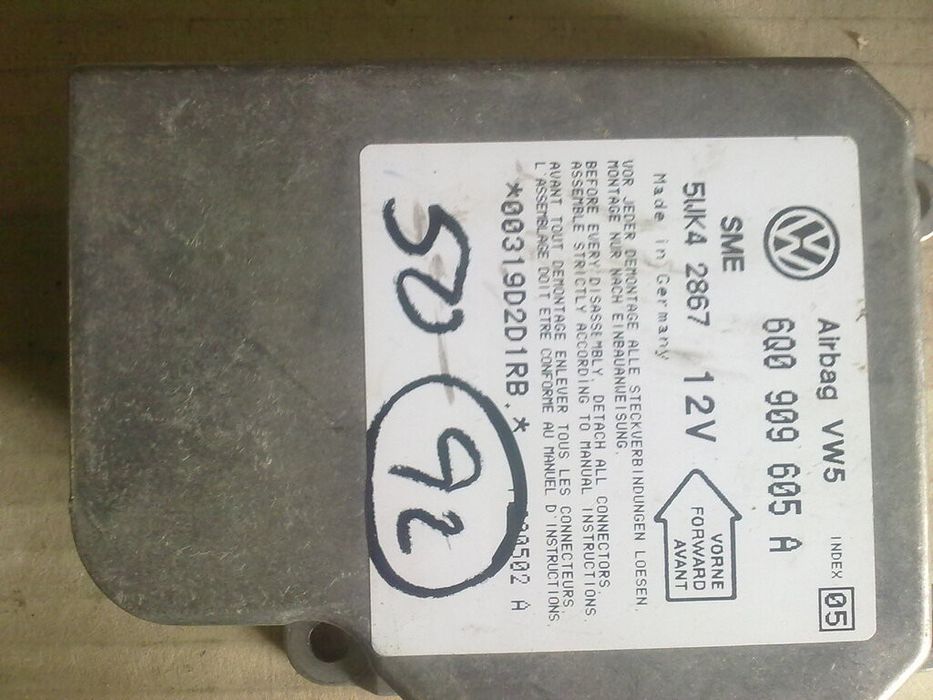 Airbag VW5
INDEX 05
6Q0 909 605 A
SME
5WK4 2867 12V
VORNE
FORWARD
AVANT
Made in Germany
VOR JEDER DEMONTAGE ALLE STECKVERBINDUNGEN LOESEN.
MONTAGE NUR NACH EINBAUANWEISUNG.
BEFORE EVERY DISASSEMBLY, DETACH ALL CONNECTORS,
ASSEMBLE STRICTLY ACCORDING TO MANUAL INSTRUCTIONS.
AVANT TOUT DEMONTAGE ENLEVER TOUS LES CONNECTEURS.
L'ASSEMBLAGE DOIT ETRE CONFORME AU MANUEL D'INSTRUCTIONS.
*00319D2D1RB.* A
50
92